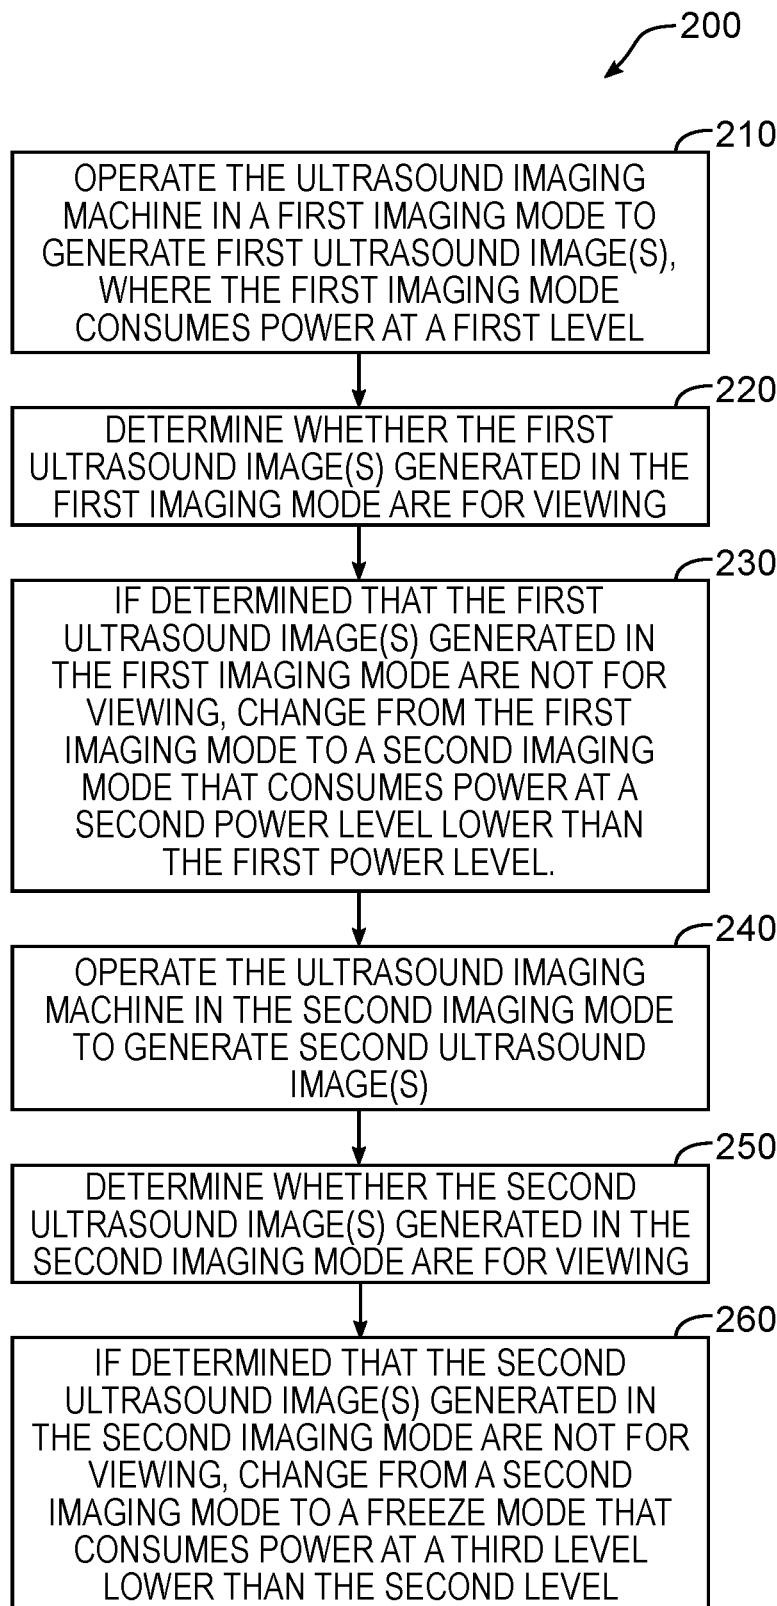 200
210
OPERATE THE ULTRASOUND IMAGING
MACHINE IN A FIRST IMAGING MODE TO
GENERATE FIRST ULTRASOUND IMAGE(S),
WHERE THE FIRST IMAGING MODE
CONSUMES POWER AT A FIRST LEVEL
220
DETERMINE WHETHER THE FIRST
ULTRASOUND IMAGE(S) GENERATED IN THE
FIRST IMAGING MODE ARE FOR VIEWING
230
IF DETERMINED THAT THE FIRST
ULTRASOUND IMAGE(S) GENERATED IN
THE FIRST IMAGING MODE ARE NOT FOR
VIEWING, CHANGE FROM THE FIRST
IMAGING MODE TO A SECOND IMAGING
MODE THAT CONSUMES POWER AT A
SECOND POWER LEVEL LOWER THAN
THE FIRST POWER LEVEL.
240
OPERATE THE ULTRASOUND IMAGING
MACHINE IN THE SECOND IMAGING MODE
TO GENERATE SECOND ULTRASOUND
IMAGE(S)
250
DETERMINE WHETHER THE SECOND
ULTRASOUND IMAGE(S) GENERATED IN THE
SECOND IMAGING MODE ARE FOR VIEWING
260
IF DETERMINED THAT THE SECOND
ULTRASOUND IMAGE(S) GENERATED IN
THE SECOND IMAGING MODE ARE NOT FOR
VIEWING, CHANGE FROM A SECOND
IMAGING MODE TO A FREEZE MODE THAT
CONSUMES POWER AT A THIRD LEVEL
LOWER THAN THE SECOND LEVEL